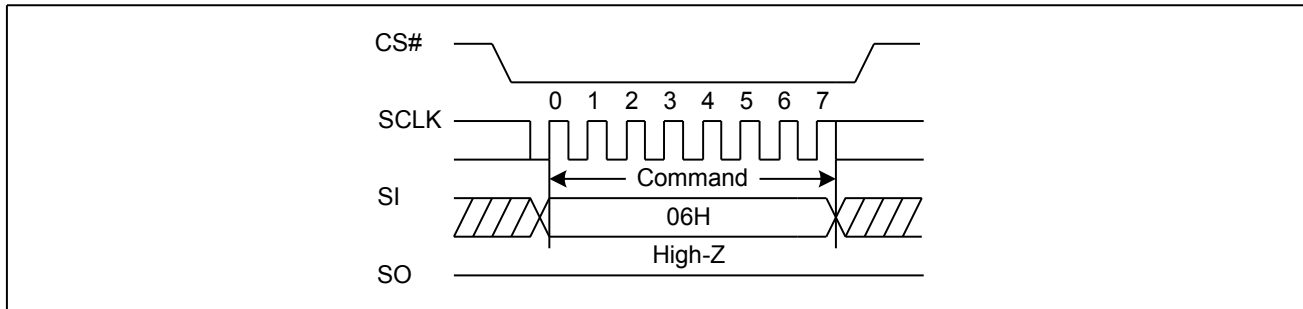 CS#
0 1 2 3 4 5 6 7
SCLK
Command
SI
06H
High-Z
SO